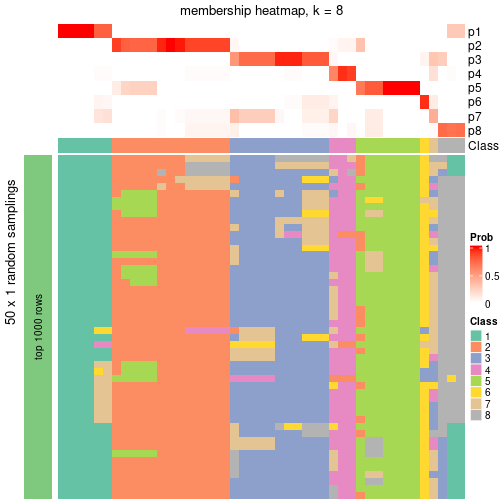 membership heatmap, k = 8
p1
p2
p3
p4
p5
p6
p7
p8
Class
50 x 1 random samplings
top 1000 rows
Prob
1
0.5
0
Class
1
2
3
4
5
6
7
8